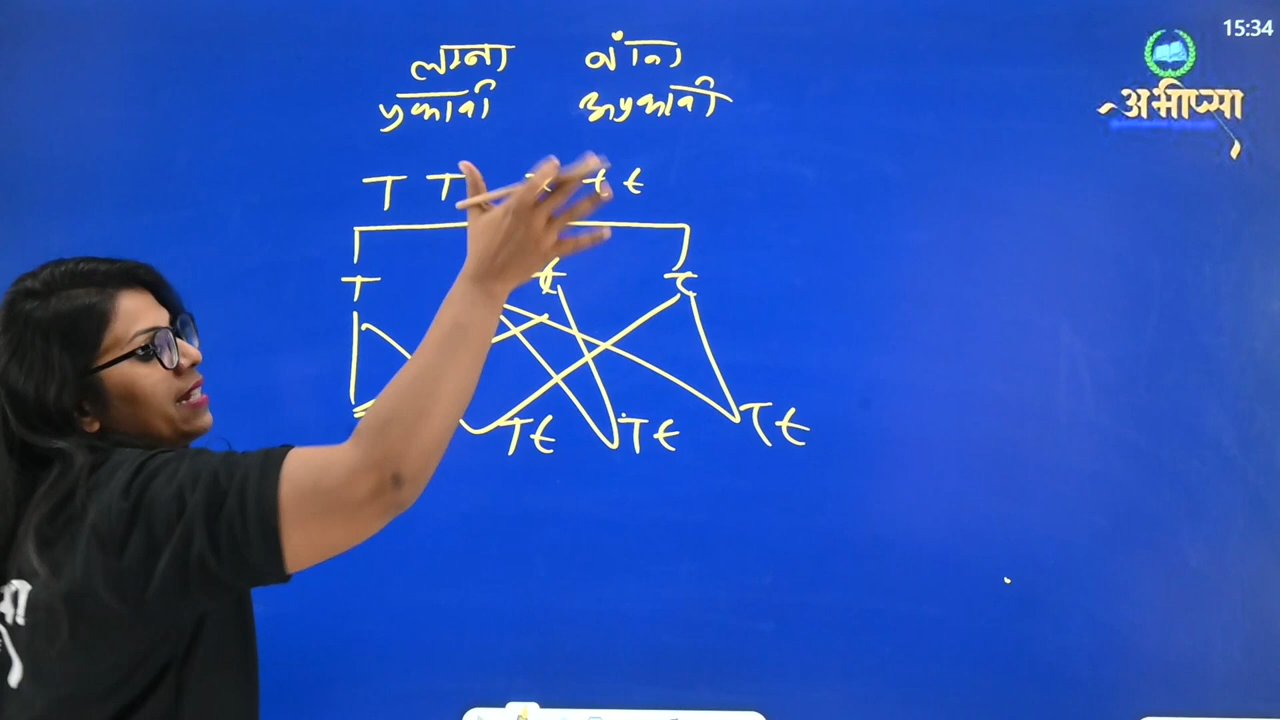 15:34
अभीप्सा
लम्बा बौना
प्रभावी अप्रभावी
T T t t
T t t
Tt Tt Tt